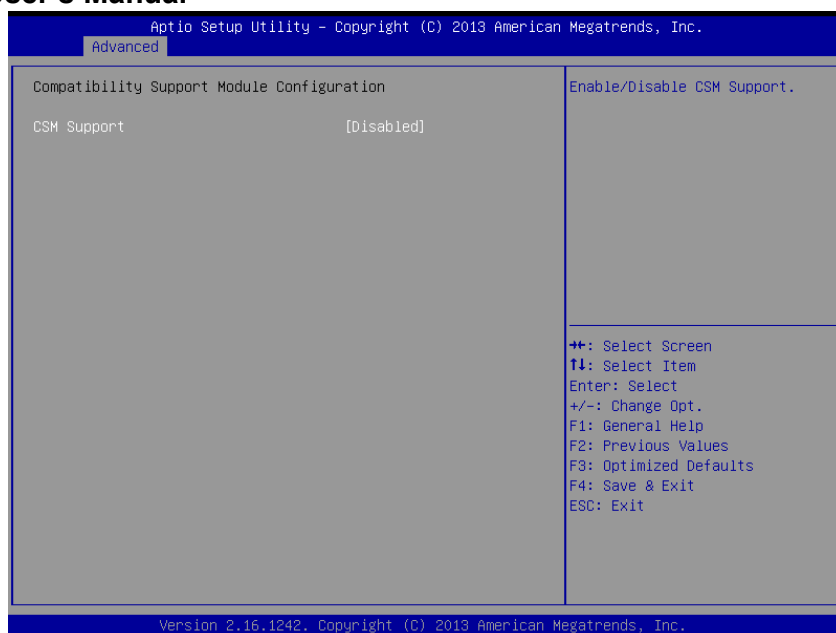 Aptio Setup Utility – Copyright (C) 2013 American Megatrends, Inc.
Advanced
Compatibility Support Module Configuration
CSM Support [Disabled]
Enable/Disable CSM Support.
→←: Select Screen
↑↓: Select Item
Enter: Select
+/-: Change Opt.
F1: General Help
F2: Previous Values
F3: Optimized Defaults
F4: Save & Exit
ESC: Exit
Version 2.16.1242. Copyright (C) 2013 American Megatrends, Inc.